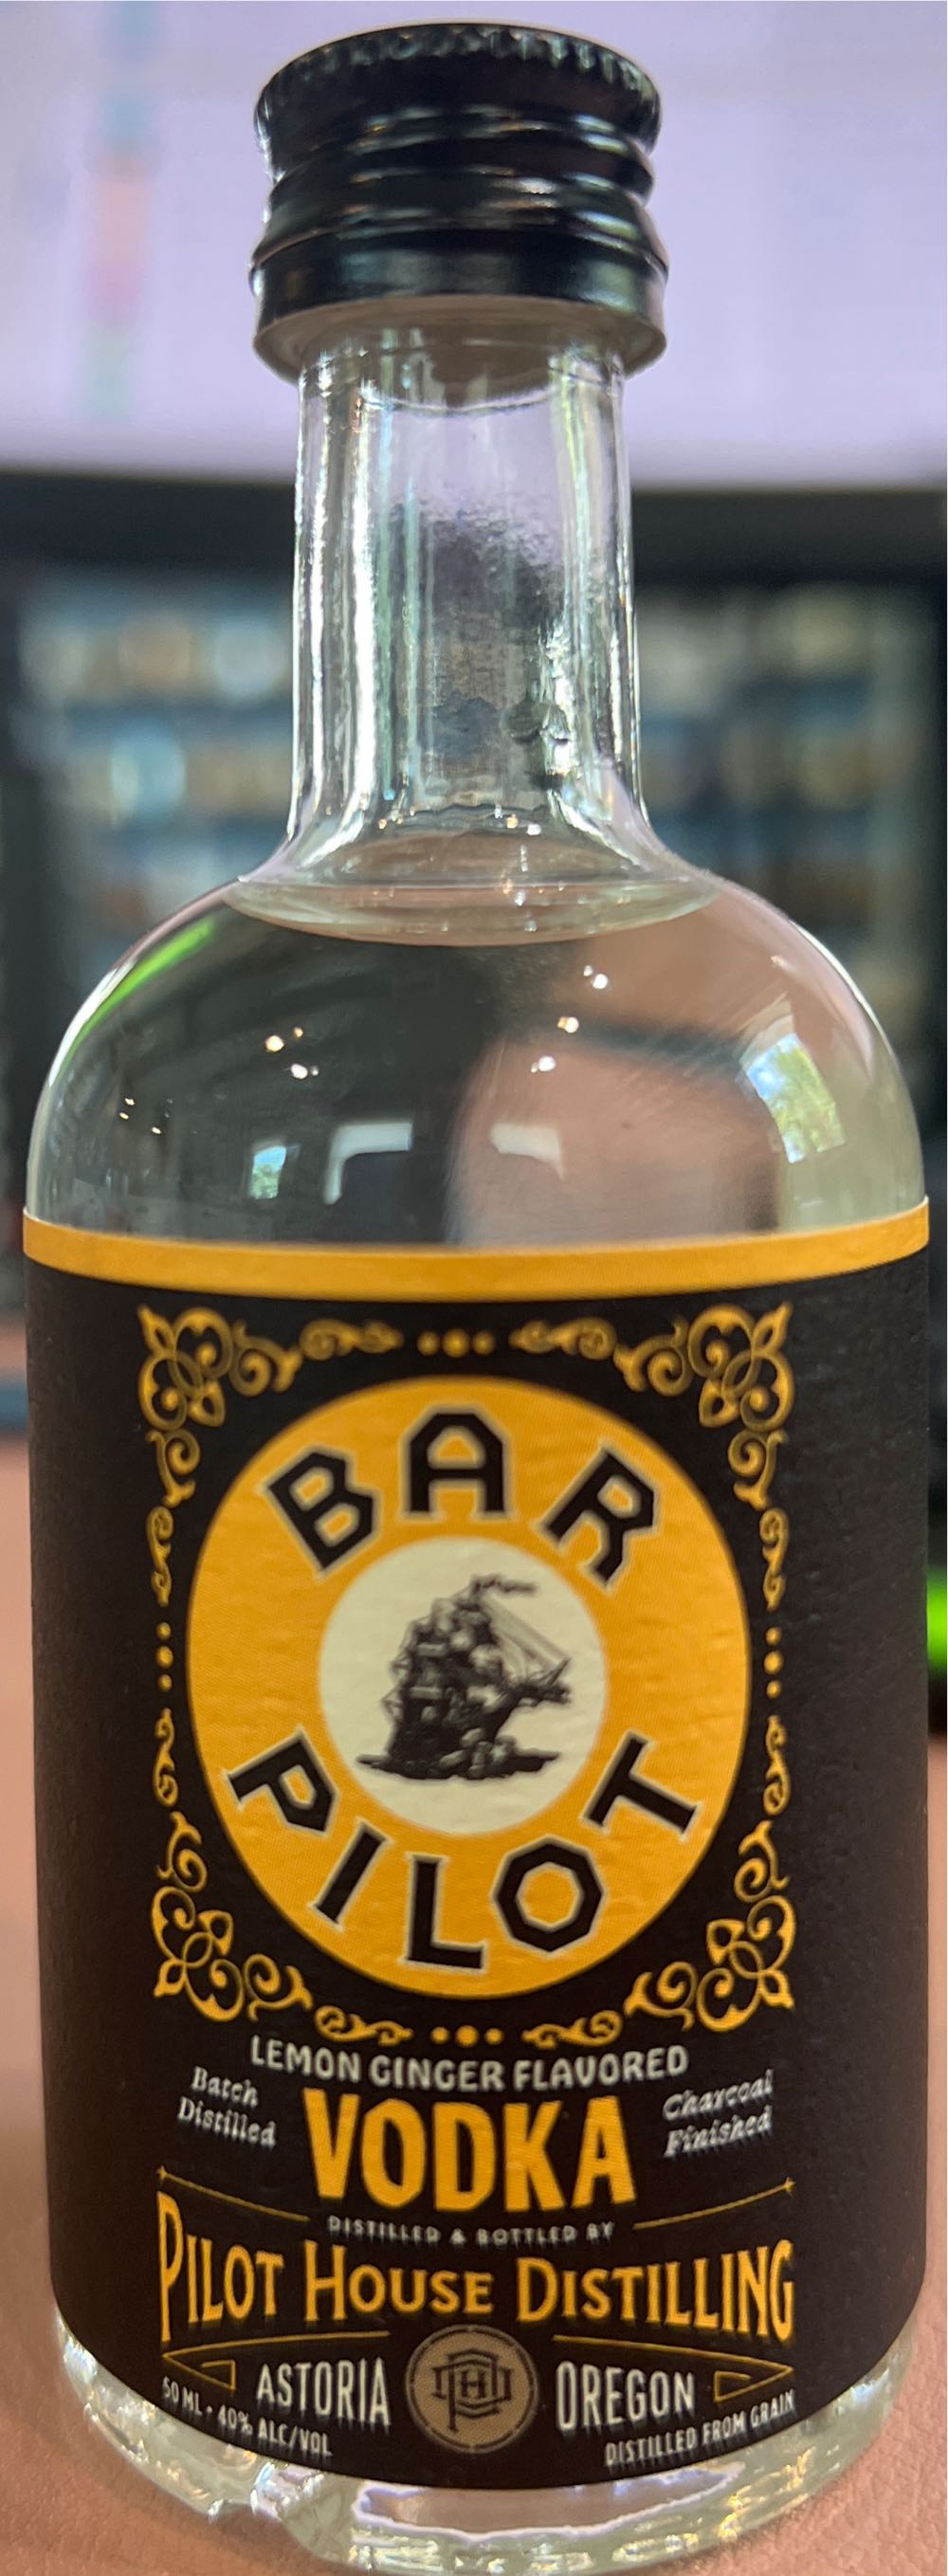 BAR
PILOT
LEMON GINGER FLAVORED
Batch
Distilled
VODKA
Charcoal
Finished
DISTILLED & BOTTLED BY
PILOT HOUSE DISTILLING
ASTORIA
PHD
OREGON
50 ML • 40% ALC/VOL
DISTILLED FROM GRAIN